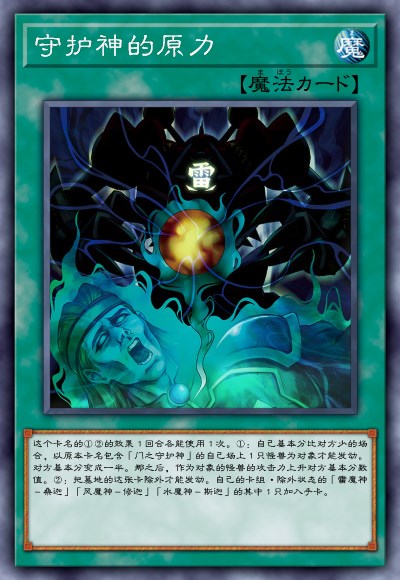 守护神的原力
魔
【魔法カード】
ま ほう
雷
这个卡名的①②的效果1回合各能使用1次。①：自己基本分比对方少的场
合，以原本卡名包含「门之守护神」的自己场上1只怪兽为对象才能发动。
对方基本分变成一半。那之后，作为对象的怪兽的攻击力上升对方基本分数
值。②：把墓地的这张卡除外才能发动。自己的卡组·除外状态的「雷魔神
－桑迦」「风魔神－修迦」「水魔神－斯迦」的其中1只加入手卡。